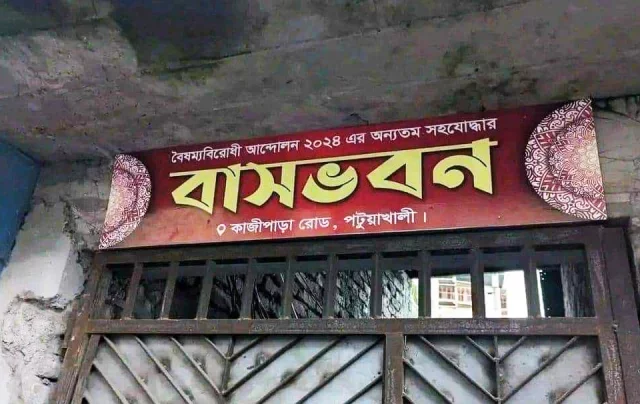 বৈষম্যবিরোধী আন্দোলন ২০২৪ এর অন্যতম সহযোদ্ধার
বাসভবন
কাজীপাড়া রোড, পটুয়াখালী।